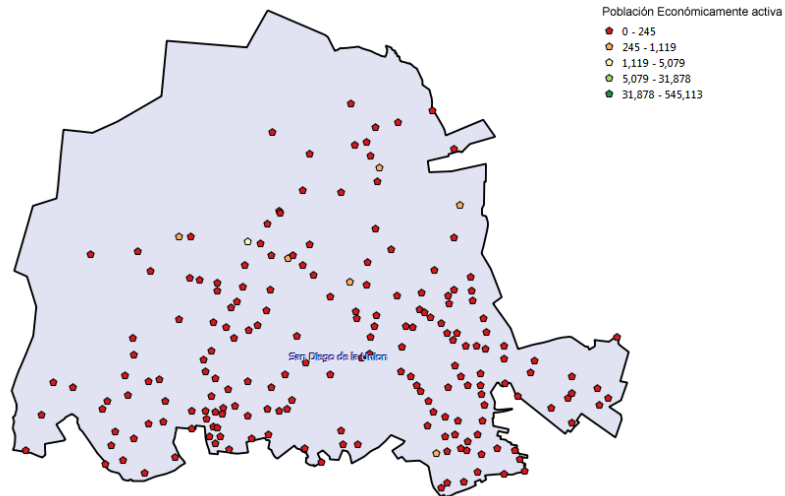 Población Económicamente activa
0 - 245
245 - 1,119
1,119 - 5,079
5,079 - 31,878
31,878 - 545,113
San Diego de la Union